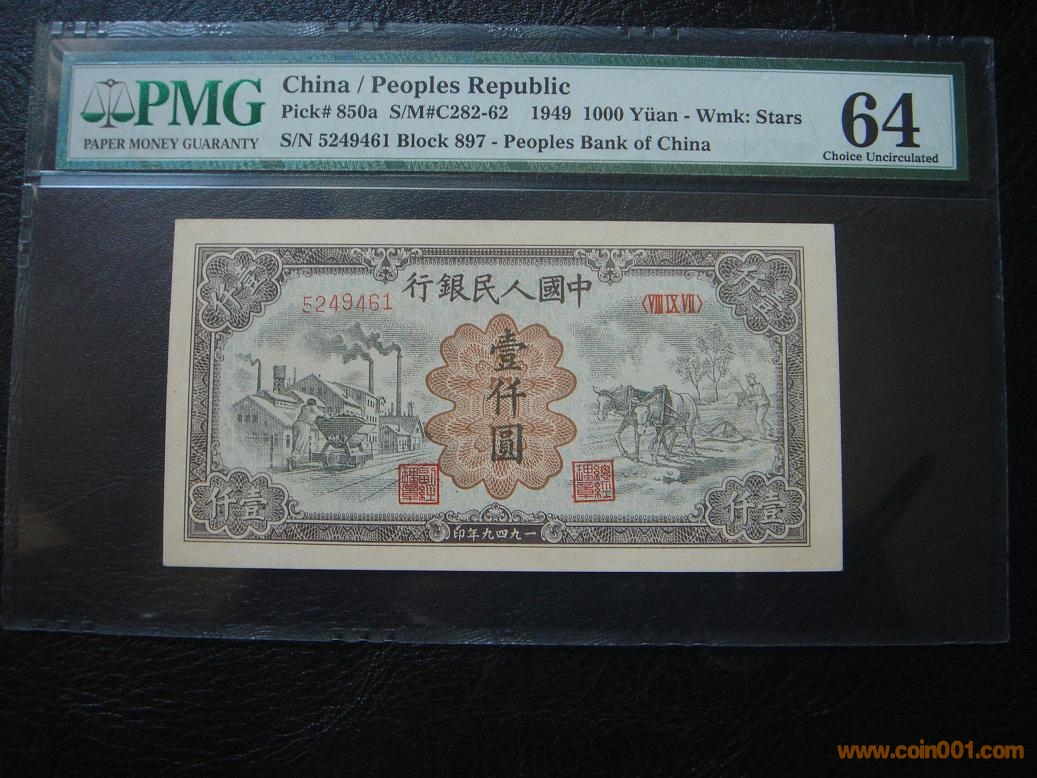 PMG
PAPER MONEY GUARANTY
China / Peoples Republic
Pick# 850a S/M#C282-62 1949 1000 Yüan - Wmk: Stars
S/N 5249461 Block 897 - Peoples Bank of China
64
Choice Uncirculated
行銀民人國中
5249461
〈VIII IX VII〉
壹
仟
圓
仟壹
仟壹
印年九四九一
www.coin001.com